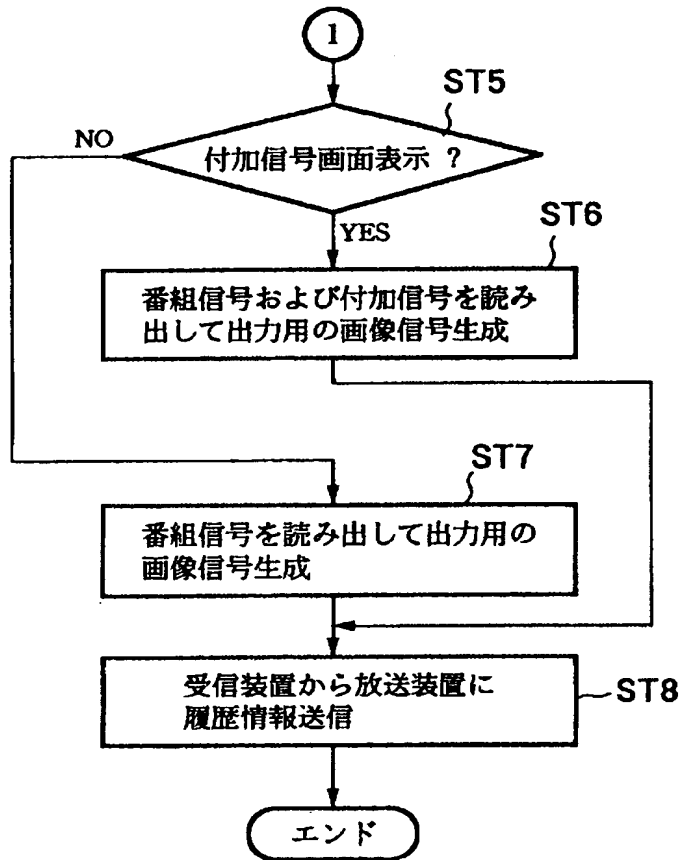 1
ST5
NO
付加信号画面表示 ?
YES
ST6
番組信号および付加信号を読み
出して出力用の画像信号生成
ST7
番組信号を読み出して出力用の
画像信号生成
受信装置から放送装置に
履歴情報送信
ST8
エンド